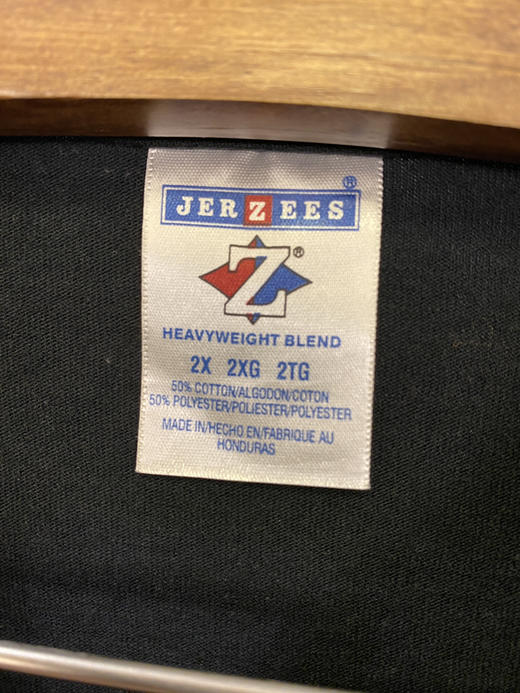 JERZEES®
Z®
HEAVYWEIGHT BLEND
2X 2XG 2TG
50% COTTON/ALGODON/COTON
50% POLYESTER/POLIESTER/POLYESTER
MADE IN/HECHO EN/FABRIQUE AU
HONDURAS